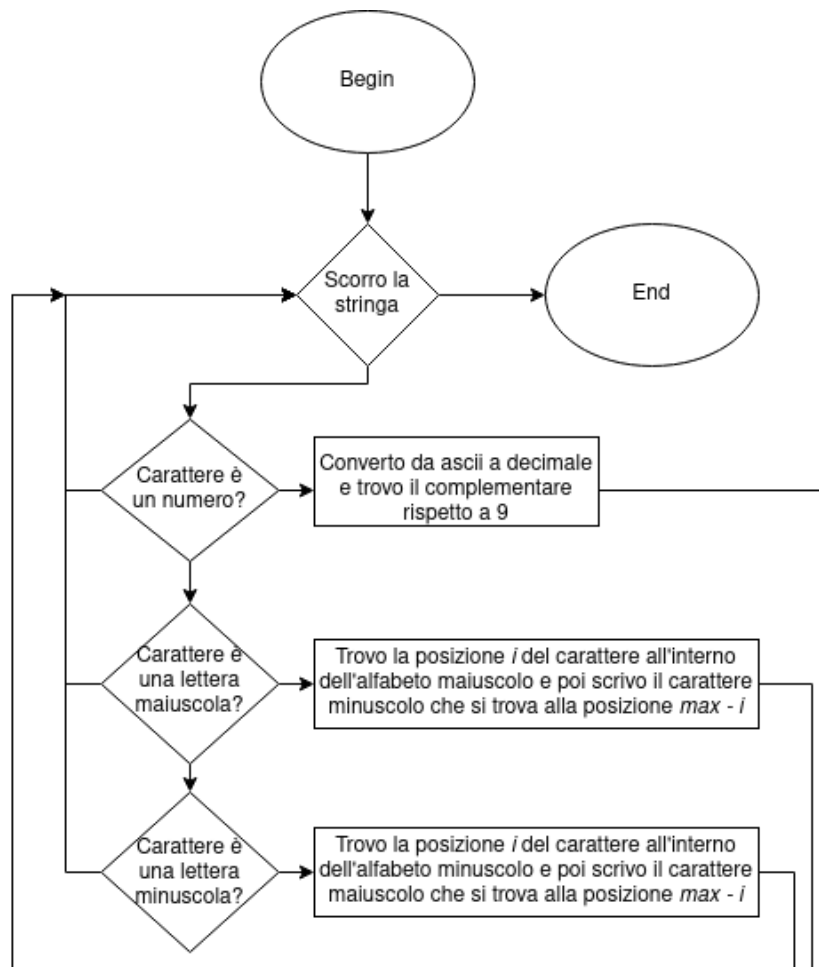 Begin
Scorro la
stringa
End
Carattere è
un numero?
Converto da ascii a decimale
e trovo il complementare
rispetto a 9
Carattere è
una lettera
maiuscola?
Trovo la posizione i del carattere all'interno
dell'alfabeto maiuscolo e poi scrivo il carattere
minuscolo che si trova alla posizione max - i
Carattere è
una lettera
minuscola?
Trovo la posizione i del carattere all'interno
dell'alfabeto minuscolo e poi scrivo il carattere
maiuscolo che si trova alla posizione max - i